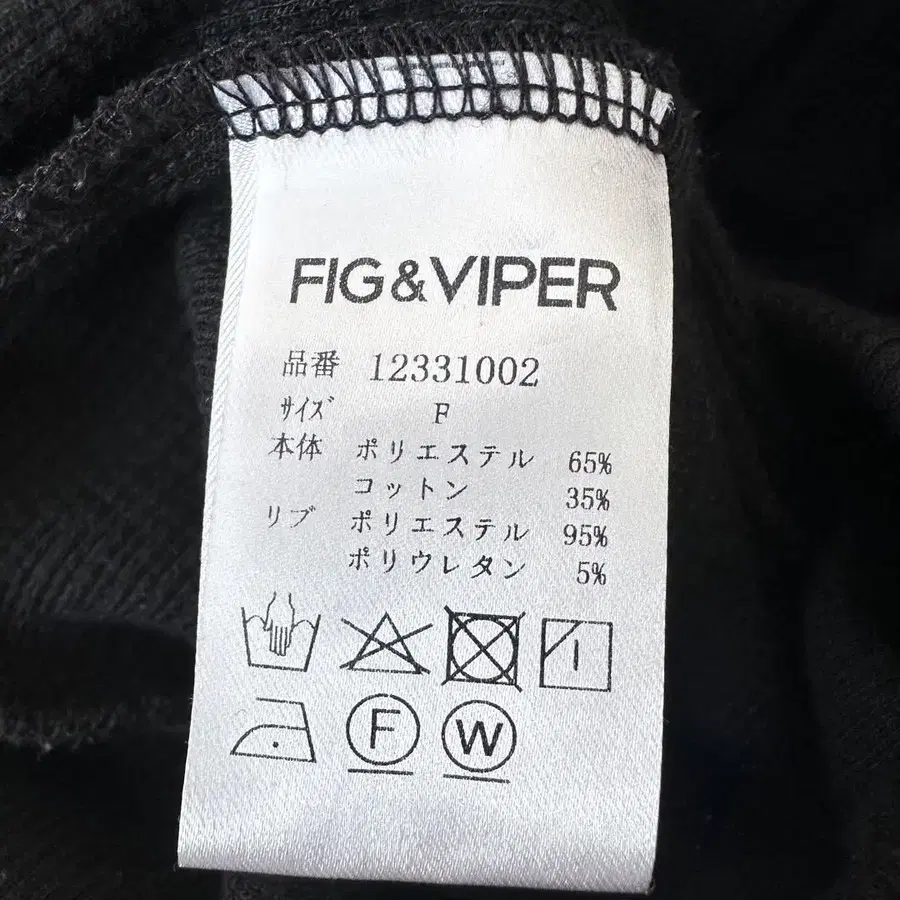 FIG&VIPER
品番 12331002
サイズ F
本体 ポリエステル 65%
コットン 35%
リブ ポリエステル 95%
ポリウレタン 5%
F W